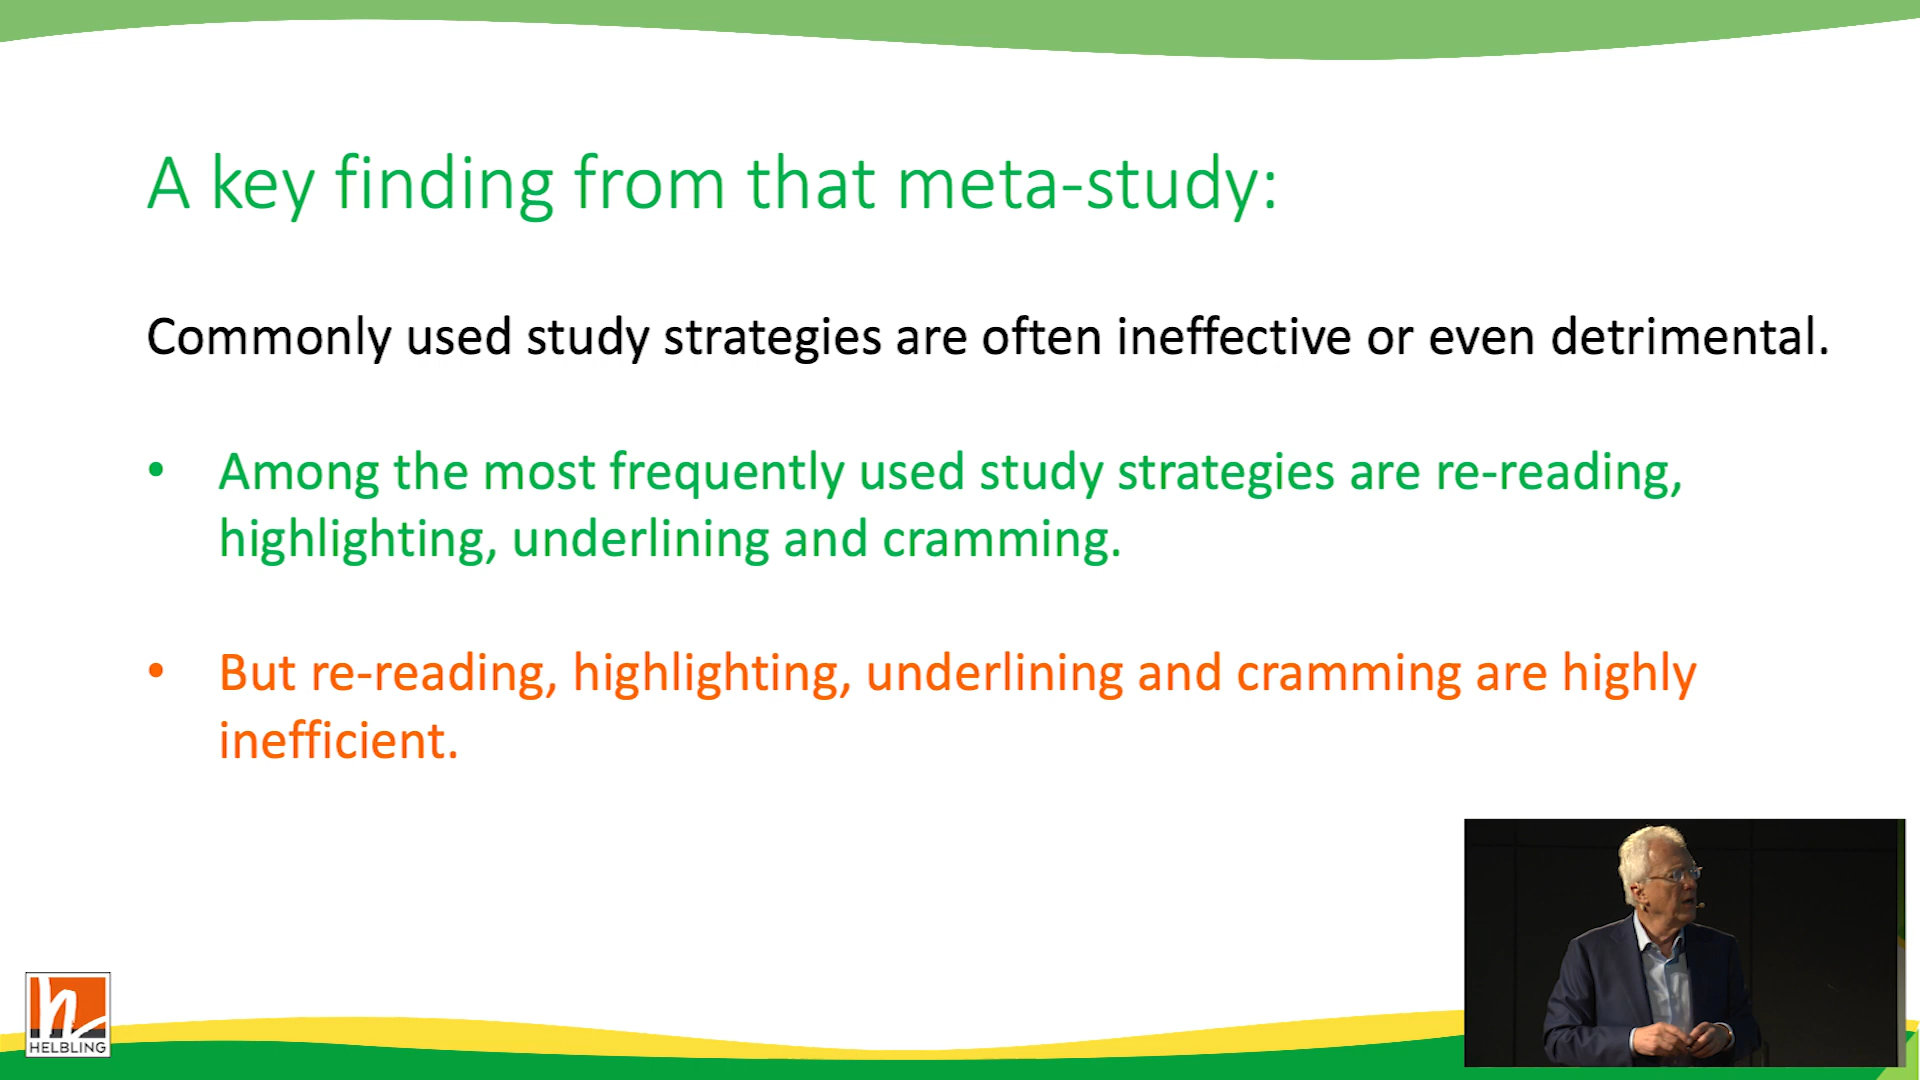 A key finding from that meta-study:
Commonly used study strategies are often ineffective or even detrimental.
• Among the most frequently used study strategies are re-reading,
highlighting, underlining and cramming.
• But re-reading, highlighting, underlining and cramming are highly
inefficient.
h
HELBLING